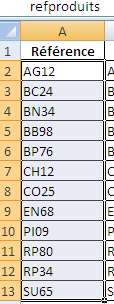 refproduits
A
1 Référence
2 AG12 A
3 BC24 B
4 BN34 B
5 BB98 B
6 BP76 B
7 CH12 C
8 CO25 C
9 EN68 E
10 PI09 P
11 RP80 P
12 RP34 P
13 SU65 S